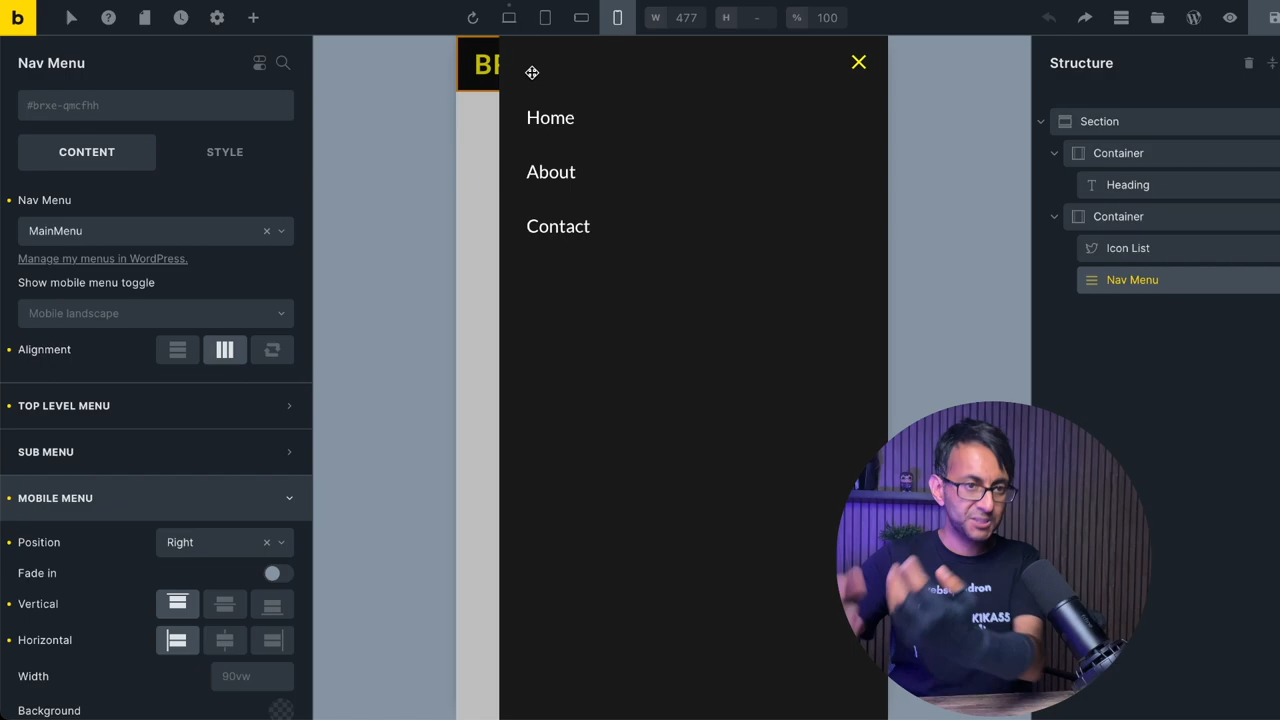 b
W 477 H - % 100
Nav Menu
#brxe-qmcfhh
CONTENT STYLE
Nav Menu
MainMenu
Manage my menus in WordPress.
Show mobile menu toggle
Mobile landscape
Alignment
TOP LEVEL MENU
SUB MENU
MOBILE MENU
Position Right
Fade in
Vertical
Horizontal
Width 90vw
Background
Home
About
Contact
Structure
Section
Container
Heading
Container
Icon List
Nav Menu
KIKASS